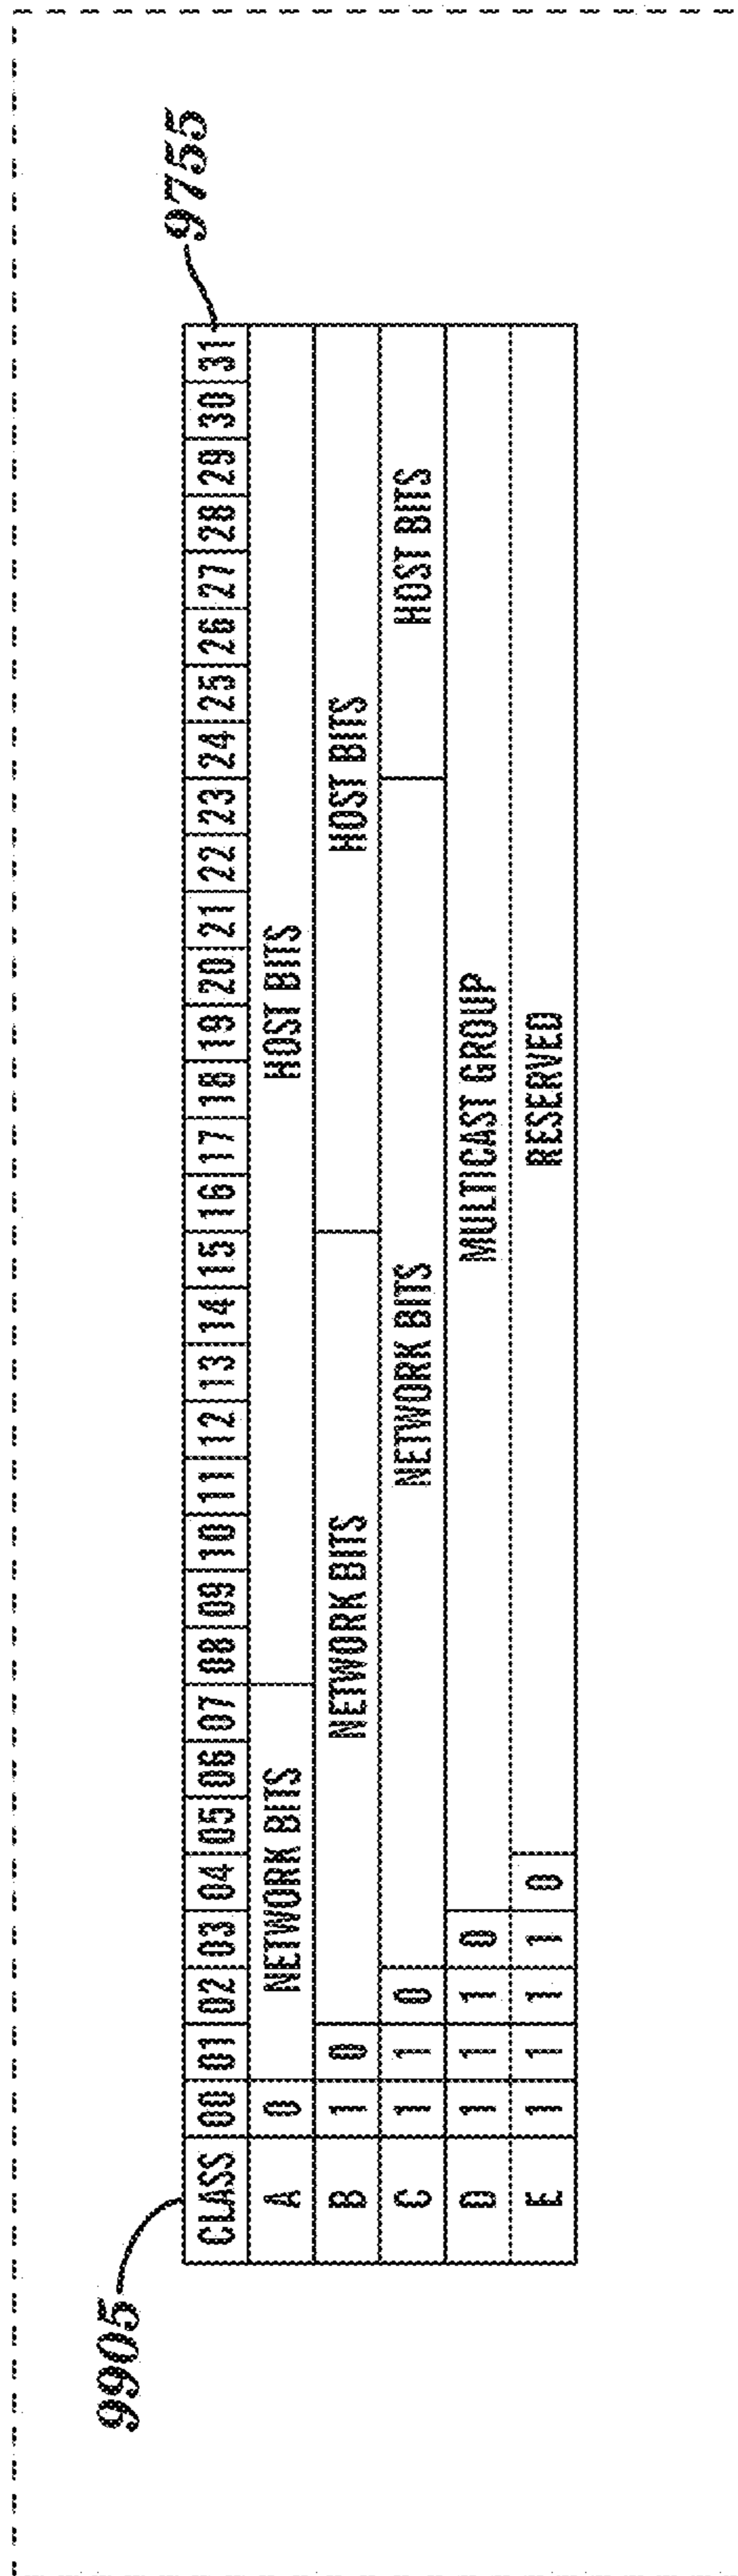 9905
9755
CLASS 00 01 02 03 04 05 06 07 08 09 10 11 12 13 14 15 16 17 18 19 20 21 22 23 24 25 26 27 28 29 30 31
A 0 NETWORK BITS HOST BITS
B 1 0 NETWORK BITS HOST BITS
C 1 1 0 NETWORK BITS HOST BITS
D 1 1 1 0 MULTICAST GROUP
E 1 1 1 1 0 RESERVED